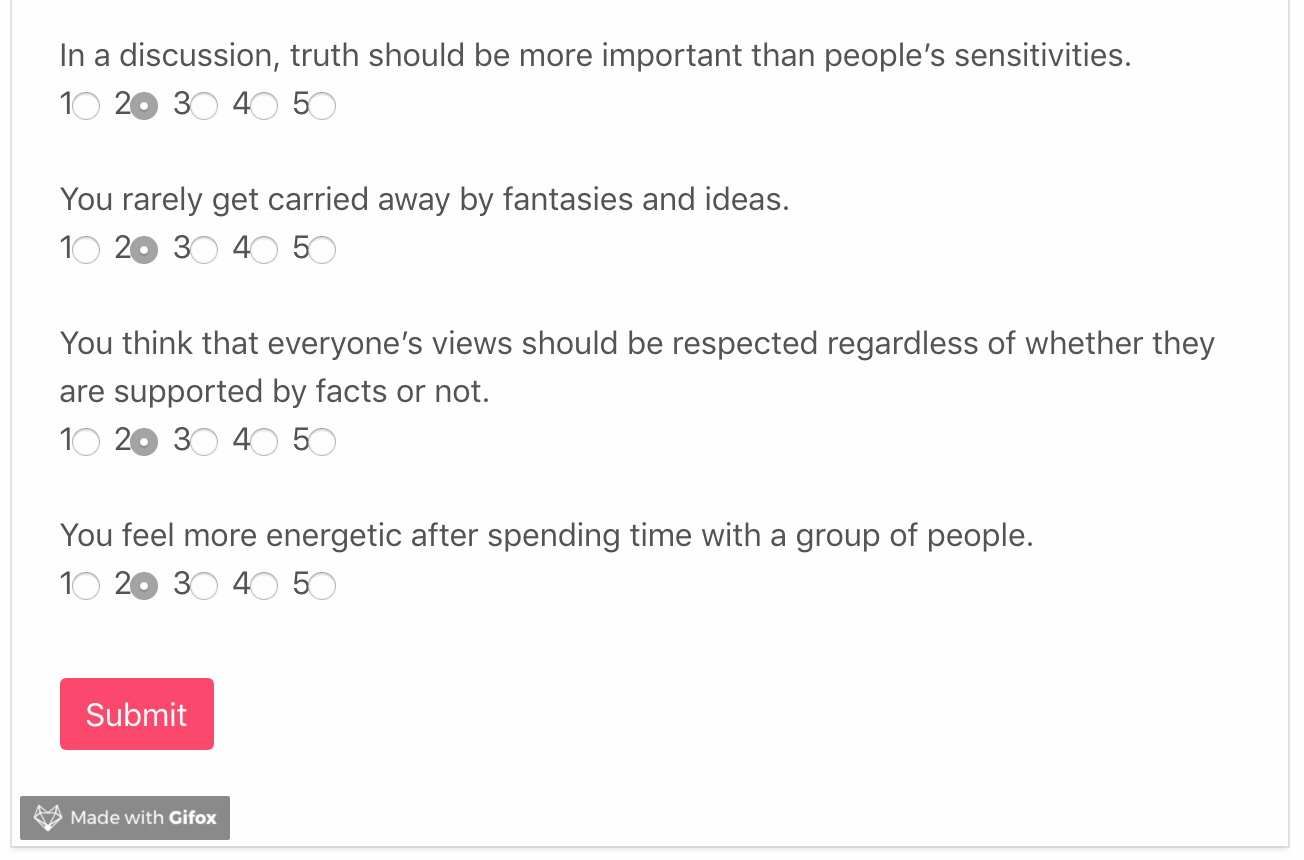 In a discussion, truth should be more important than people’s sensitivities.
1 2 3 4 5
You rarely get carried away by fantasies and ideas.
1 2 3 4 5
You think that everyone’s views should be respected regardless of whether they
are supported by facts or not.
1 2 3 4 5
You feel more energetic after spending time with a group of people.
1 2 3 4 5
Submit
Made with Gifox